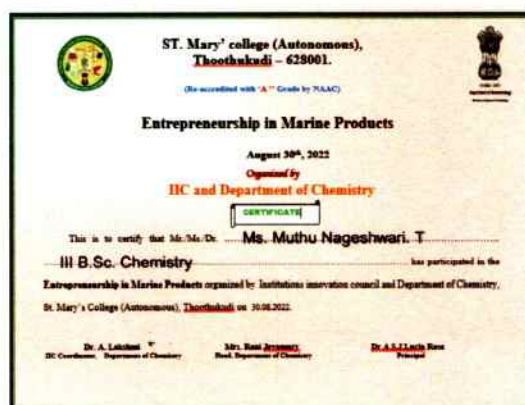 ST. Mary' college (Autonomous),
Thoothukudi – 628001.
(Re-accredited with 'A+' Grade by NAAC)
Entrepreneurship in Marine Products
August 30th, 2022
Organized by
IIC and Department of Chemistry
CERTIFICATE
This is to certify that Mr./Ms./Dr. Ms. Muthu Nageshwari. T
III B.Sc. Chemistry has participated in the
Entrepreneurship in Marine Products organized by Institutions innovation council and Department of Chemistry,
St. Mary's College (Autonomous), Thoothukudi on 30.08.2022.
Dr. A. Lakshmi Mrs. Rani Dr. A.S.J.Lucia Rose
IIC Coordinator, Department of Chemistry Head, Department of Chemistry Principal